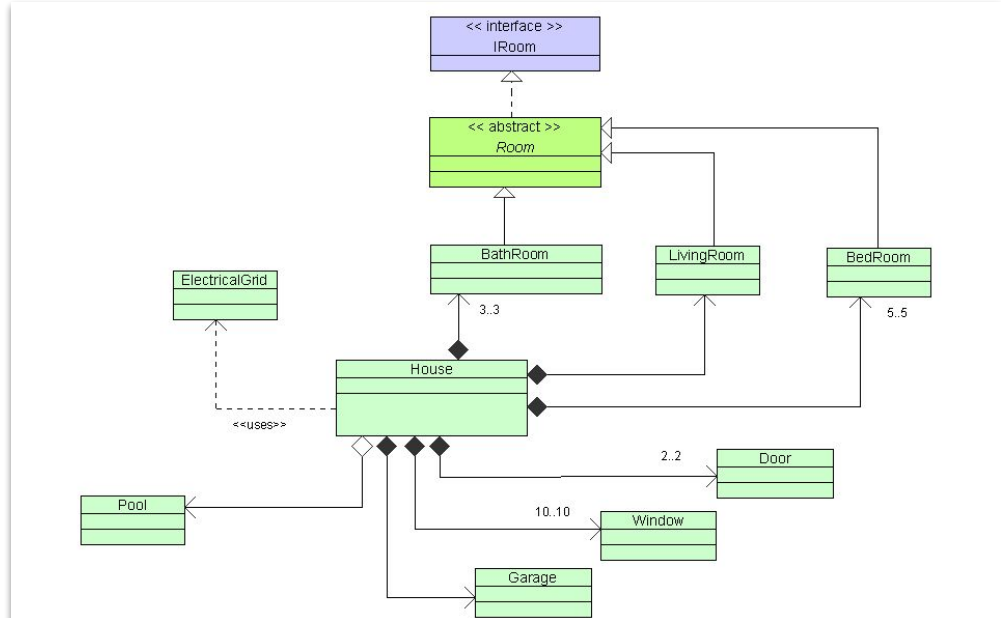 << interface >>
IRoom
<< abstract >>
Room
BathRoom
LivingRoom
BedRoom
ElectricalGrid
3..3
5..5
House
<<uses>>
2..2
Door
Pool
10..10
Window
Garage